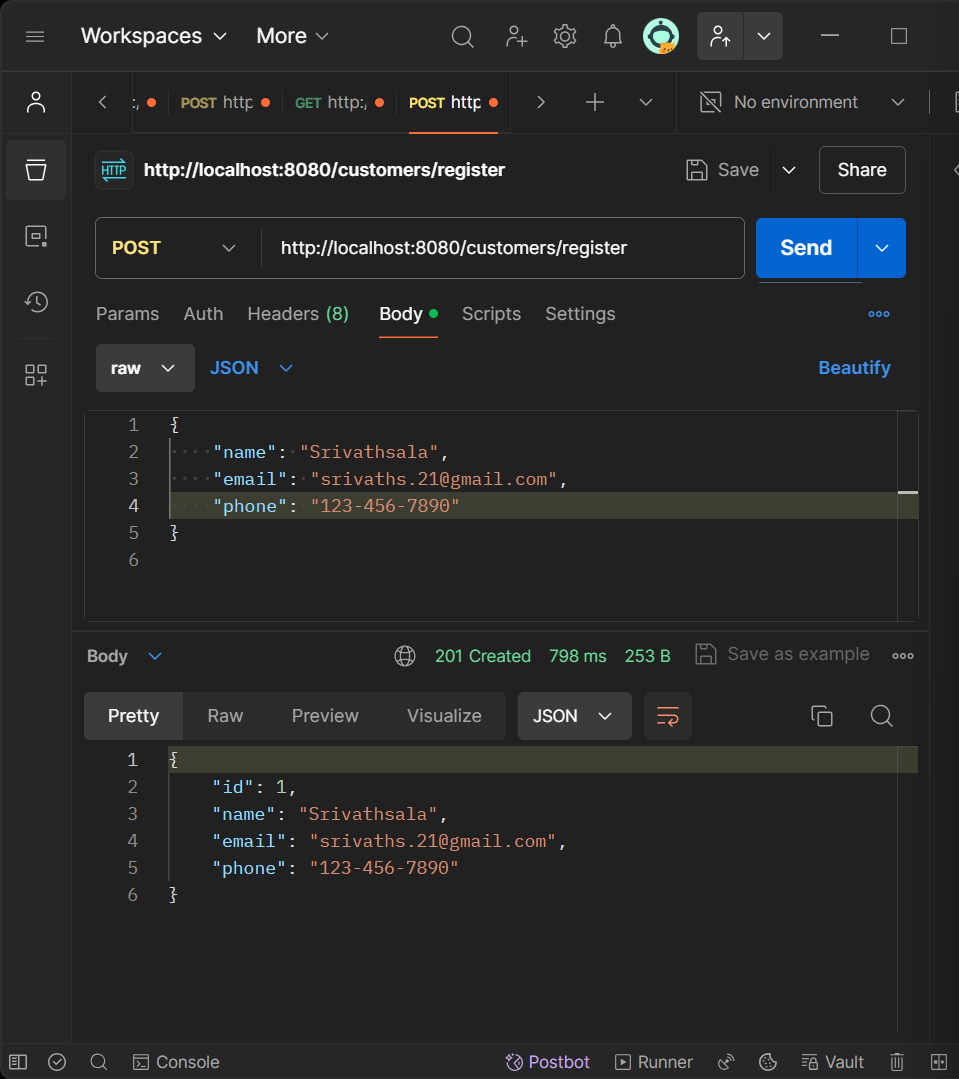 Workspaces More
POST http GET http:/ POST http No environment
HTTP http://localhost:8080/customers/register Save Share
POST http://localhost:8080/customers/register Send
Params Auth Headers (8) Body Scripts Settings
raw JSON Beautify
1 {
2 "name": "Srivathsala",
3 "email": "srivaths.21@gmail.com",
4 "phone": "123-456-7890"
5 }
6
Body 201 Created 798 ms 253 B Save as example
Pretty Raw Preview Visualize JSON
1 {
2 "id": 1,
3 "name": "Srivathsala",
4 "email": "srivaths.21@gmail.com",
5 "phone": "123-456-7890"
6 }
Console Postbot Runner Vault